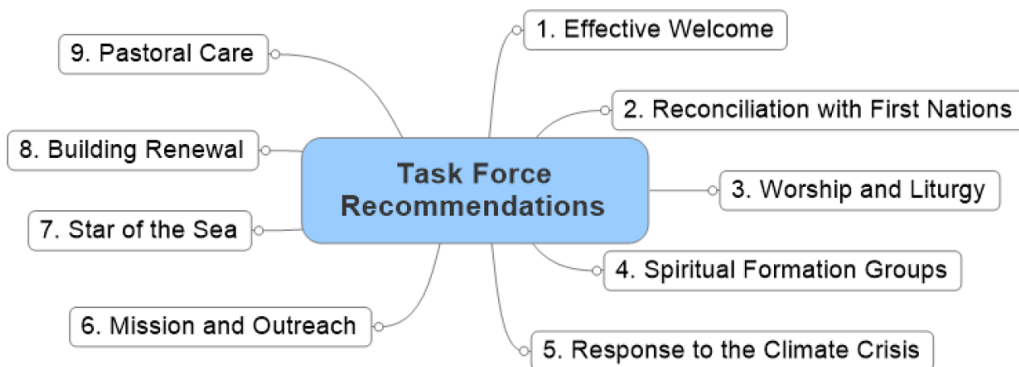 Task Force
Recommendations
1. Effective Welcome
2. Reconciliation with First Nations
3. Worship and Liturgy
4. Spiritual Formation Groups
5. Response to the Climate Crisis
6. Mission and Outreach
7. Star of the Sea
8. Building Renewal
9. Pastoral Care